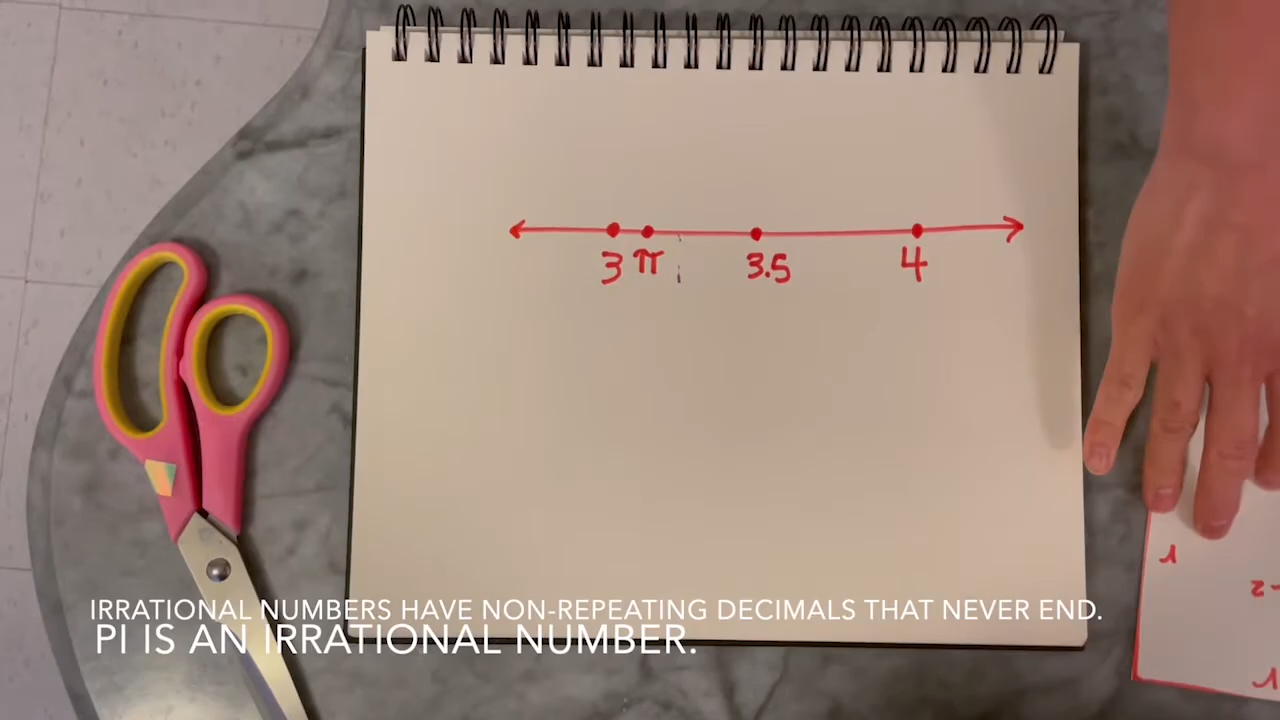 3 π 3.5 4
IRRATIONAL NUMBERS HAVE NON-REPEATING DECIMALS THAT NEVER END.
PI IS AN IRRATIONAL NUMBER.